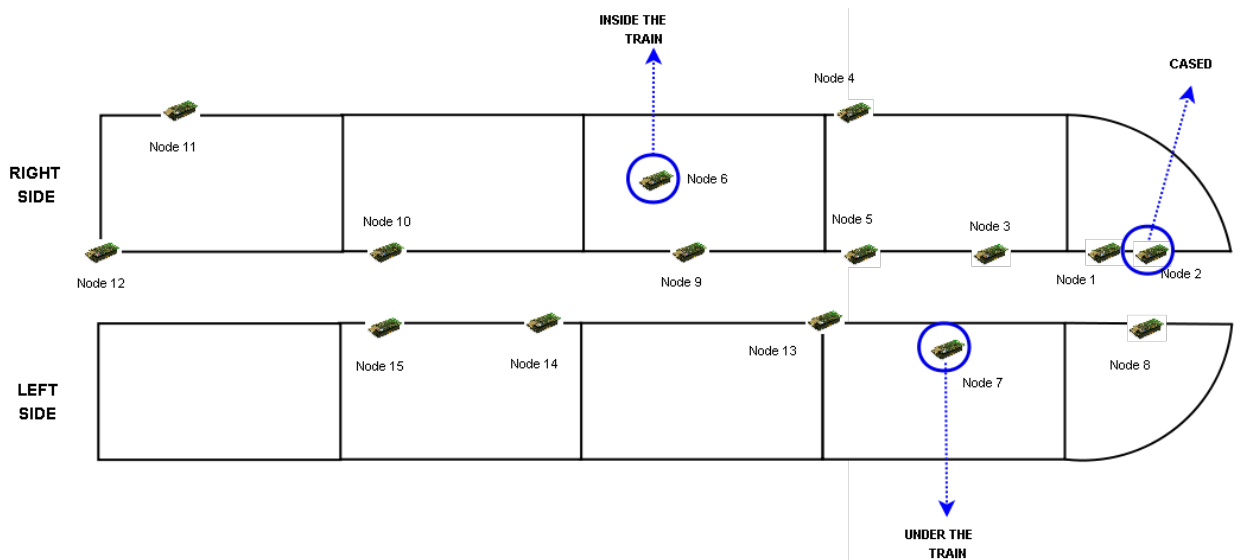 INSIDE THE
TRAIN
CASED
Node 4
Node 11
RIGHT
SIDE
Node 6
Node 10
Node 5
Node 3
Node 12
Node 9
Node 1
Node 2
Node 13
Node 14
Node 15
Node 8
Node 7
LEFT
SIDE
UNDER THE
TRAIN